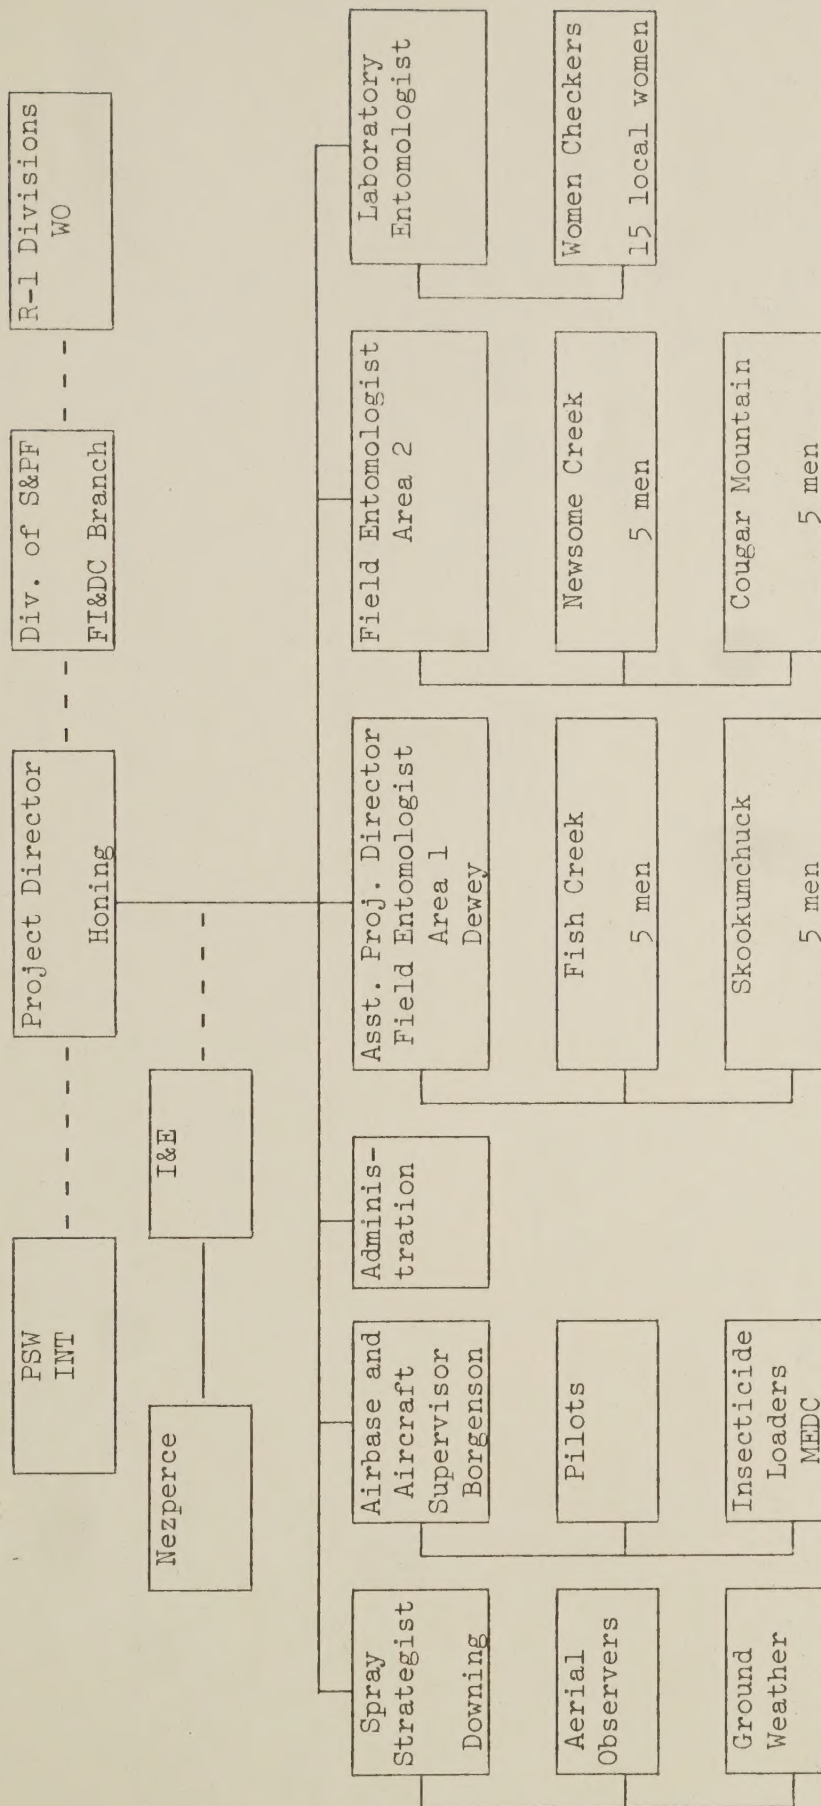 PSW
INT
Project Director
Honing
Div. of S&PF
FI&DC Branch
R-1 Divisions
WO
Nezperce
I&E
Spray
Strategist
Downing
Airbase and
Aircraft
Supervisor
Borgenson
Adminis-
tration
Asst. Proj. Director
Field Entomologist
Area 1
Dewey
Field Entomologist
Area 2
Laboratory
Entomologist
Aerial
Observers
Pilots
Fish Creek
5 men
Newsome Creek
5 men
Women Checkers
15 local women
Ground
Weather
Insecticide
Loaders
MEDC
Skookumchuck
5 men
Cougar Mountain
5 men